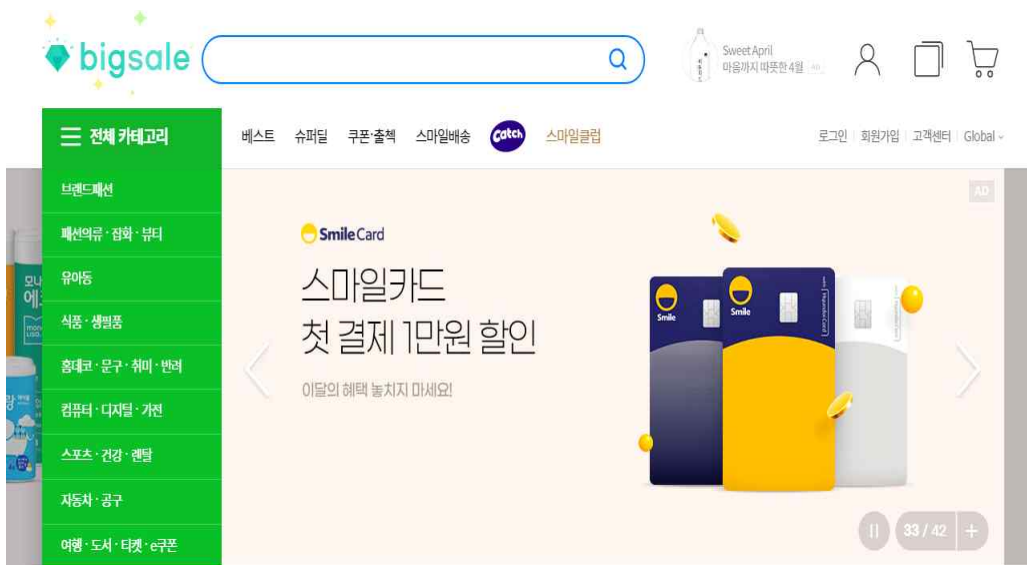 bigsale
Sweet April
마음까지 따뜻한 4월
전체 카테고리
베스트 슈퍼딜 쿠폰·출첵 스마일배송 Catch 스마일클럽
로그인 회원가입 고객센터 Global
브랜드패션
패션의류·잡화·뷰티
유아동
식품·생필품
홈데코·문구·취미·반려
컴퓨터·디지털·가전
스포츠·건강·렌탈
자동차·공구
여행·도서·티켓·e쿠폰
AD
Smile Card
스마일카드
첫 결제 1만원 할인
이달의 혜택 놓치지 마세요!
Smile
Smile
33 / 42